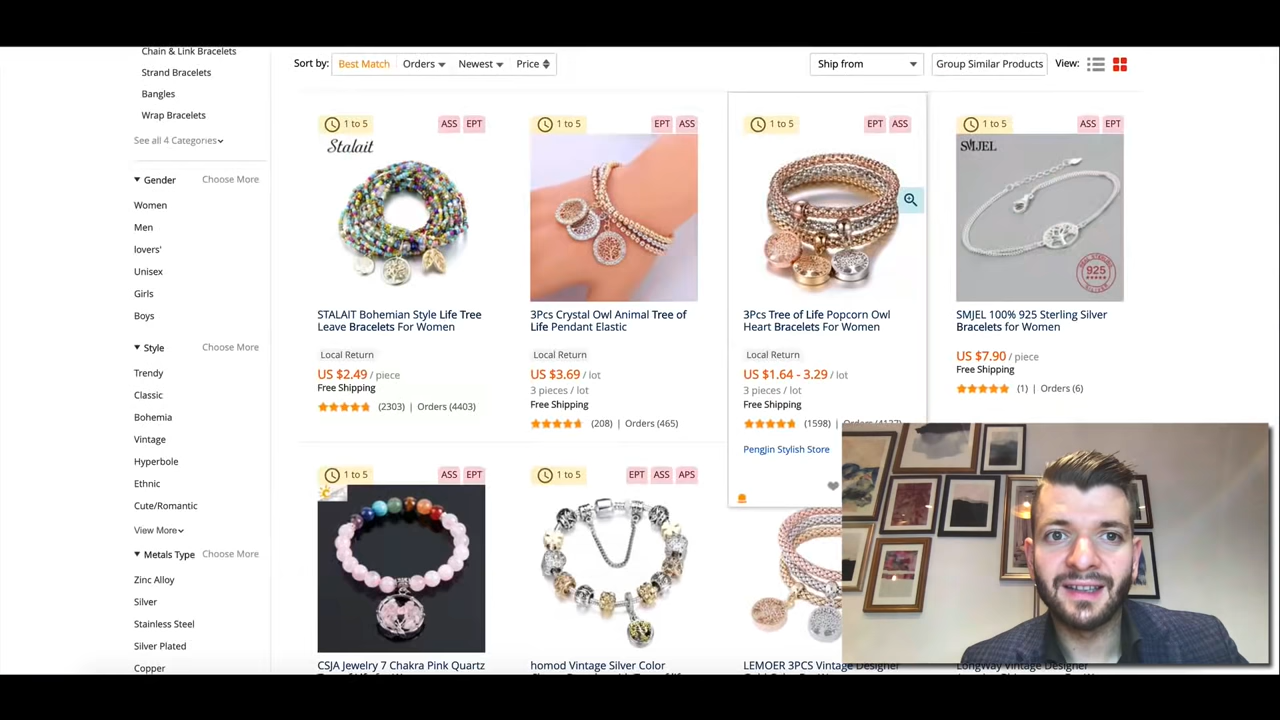 Chain & Link Bracelets
Strand Bracelets
Bangles
Wrap Bracelets
See all 4 Categories
Gender Choose More
Women
Men
lovers'
Unisex
Girls
Boys
Style Choose More
Trendy
Classic
Bohemia
Vintage
Hyperbole
Ethnic
Cute/Romantic
View More
Metals Type Choose More
Zinc Alloy
Silver
Stainless Steel
Silver Plated
Copper
Sort by: Best Match Orders Newest Price Ship from Group Similar Products View:
1 to 5 ASS EPT
Stalait
STALAIT Bohemian Style Life Tree
Leave Bracelets For Women
Local Return
US $2.49 / piece
Free Shipping
(2303) | Orders (4403)
1 to 5 EPT ASS
3Pcs Crystal Owl Animal Tree of
Life Pendant Elastic
Local Return
US $3.69 / lot
3 pieces / lot
Free Shipping
(208) | Orders (465)
1 to 5 EPT ASS
3Pcs Tree of Life Popcorn Owl
Heart Bracelets For Women
Local Return
US $1.64 - 3.29 / lot
3 pieces / lot
Free Shipping
(1598) |
PengJin Stylish Store
1 to 5 ASS EPT
SMJEL
925
SMJEL 100% 925 Sterling Silver
Bracelets for Women
US $7.90 / piece
Free Shipping
(1) | Orders (6)
1 to 5 ASS EPT
CSJA Jewelry 7 Chakra Pink Quartz
1 to 5 EPT ASS APS
homod Vintage Silver Color
LEMOER 3PCS Vintage Designer
LongWay Vintage Designer